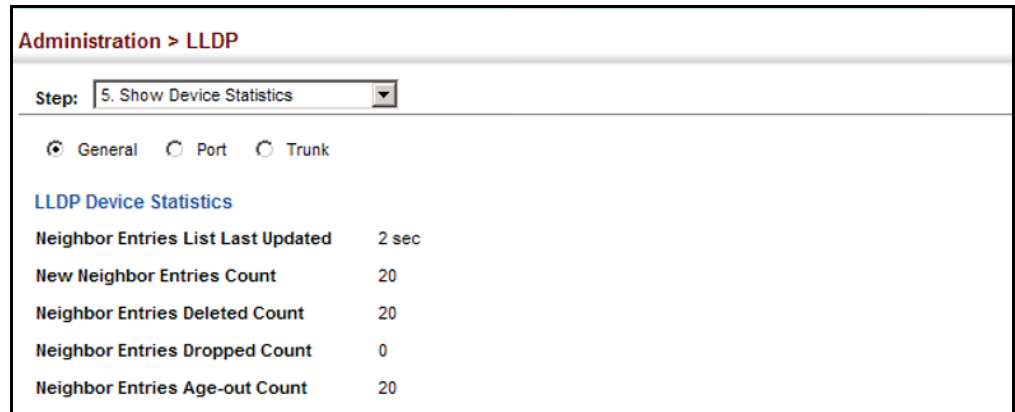 Administration > LLDP
Step: 5. Show Device Statistics
General Port Trunk
LLDP Device Statistics
Neighbor Entries List Last Updated 2 sec
New Neighbor Entries Count 20
Neighbor Entries Deleted Count 20
Neighbor Entries Dropped Count 0
Neighbor Entries Age-out Count 20